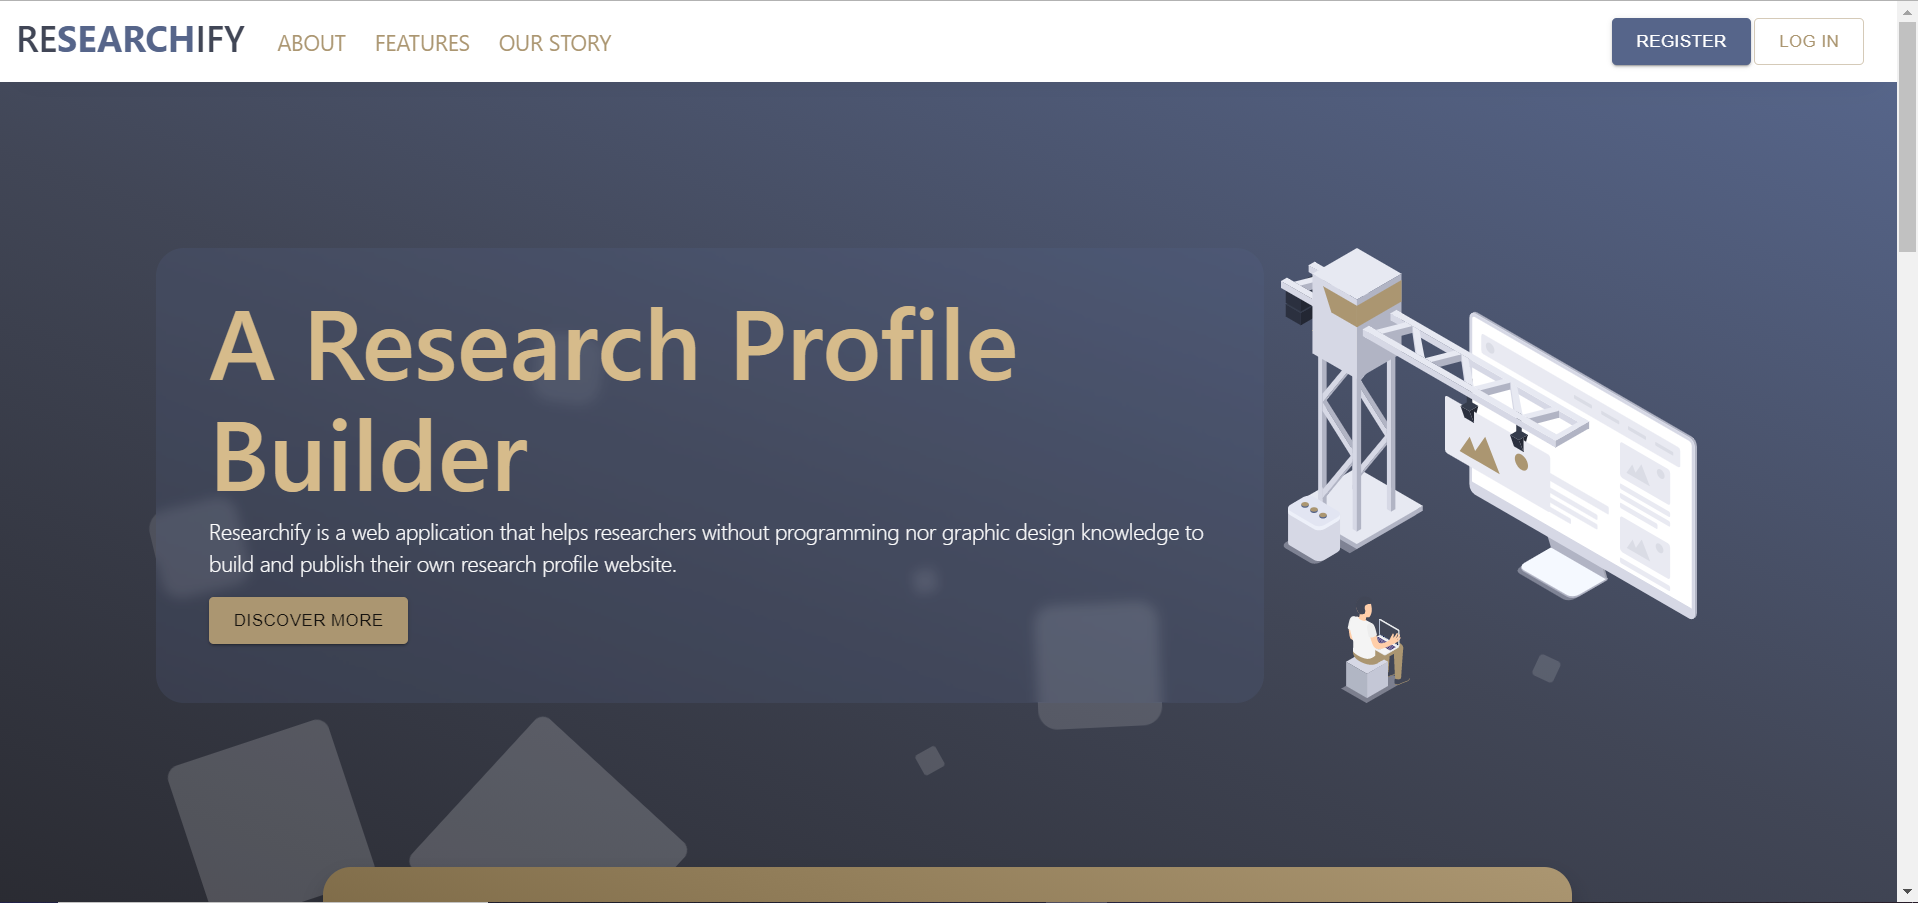 RESEARCHIFY ABOUT FEATURES OUR STORY REGISTER LOG IN
A Research Profile
Builder
Researchify is a web application that helps researchers without programming nor graphic design knowledge to
build and publish their own research profile website.
DISCOVER MORE